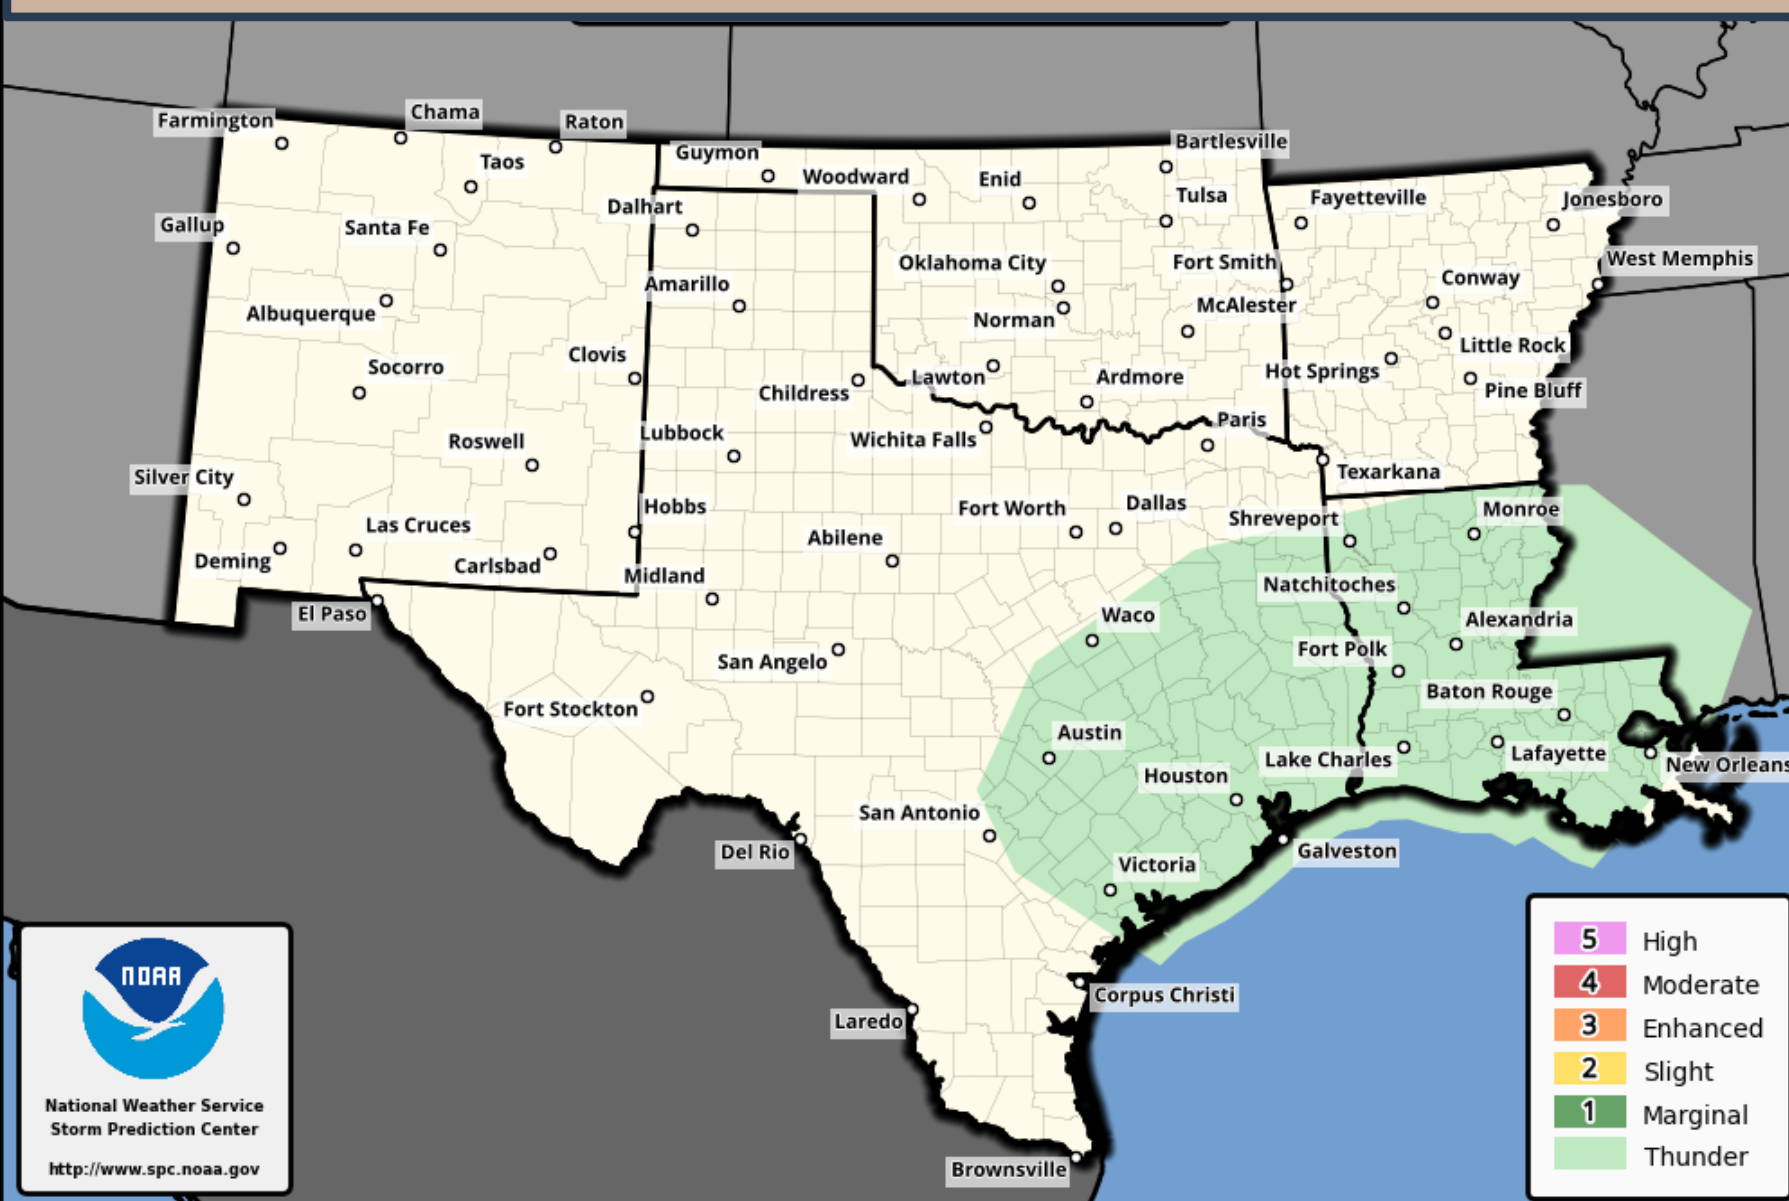 Farmington
Chama
Raton
Taos
Guymon
Woodward
Enid
Bartlesville
Tulsa
Fayetteville
Jonesboro
Gallup
Santa Fe
Dalhart
Oklahoma City
Fort Smith
West Memphis
Albuquerque
Amarillo
Norman
McAlester
Conway
Socorro
Clovis
Childress
Lawton
Ardmore
Hot Springs
Little Rock
Pine Bluff
Roswell
Lubbock
Wichita Falls
Paris
Texarkana
Silver City
Hobbs
Fort Worth
Dallas
Shreveport
Monroe
Las Cruces
Deming
Carlsbad
Midland
Abilene
Natchitoches
El Paso
Waco
Alexandria
San Angelo
Fort Polk
Fort Stockton
Baton Rouge
Austin
Lake Charles
Lafayette
New Orleans
Houston
San Antonio
Del Rio
Victoria
Galveston
Corpus Christi
Laredo
Brownsville
NOAA
National Weather Service
Storm Prediction Center
http://www.spc.noaa.gov
5 High
4 Moderate
3 Enhanced
2 Slight
1 Marginal
Thunder